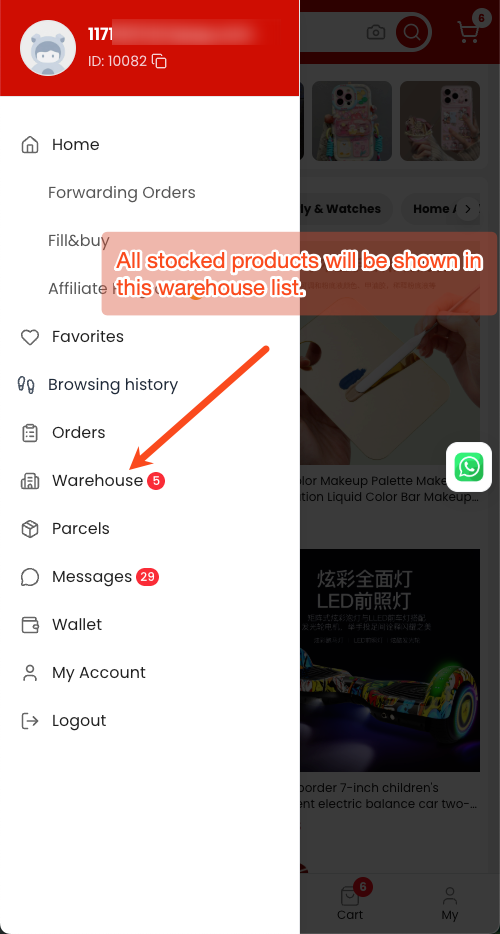 1171
6
ID: 10082
Home
Forwarding Orders
ly & Watches
Home
Fill&buy
All stocked products will be shown in
this warehouse list.
Affiliate
Favorites
Browsing history
Orders
Warehouse 5
olor Makeup Palette Make
tion Liquid Color Bar Makeup...
Parcels
Messages 29
炫彩全面灯
LED前照灯
Wallet
My Account
Logout
border 7-inch children's
ent electric balance car two-...
6
Cart
My